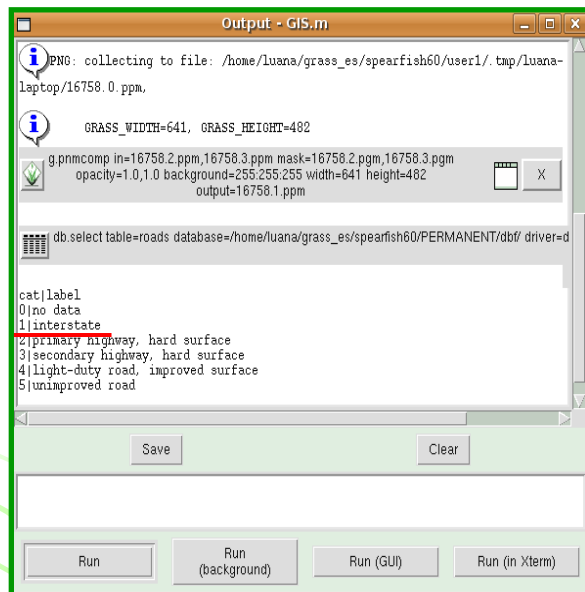 Output - GIS.m
PNG: collecting to file: /home/luana/grass_es/spearfish60/user1/.tmp/luana-
laptop/16758.0.ppm,
GRASS_WIDTH=641, GRASS_HEIGHT=482
g.pnmcomp in=16758.2.ppm,16758.3.ppm mask=16758.2.pgm,16758.3.pgm
opacity=1.0,1.0 background=255:255:255 width=641 height=482
output=16758.1.ppm
X
db.select table=roads database=/home/luana/grass_es/spearfish60/PERMANENT/dbf/ driver=d
cat|label
0|no data
1|interstate
2|primary highway, hard surface
3|secondary highway, hard surface
4|light-duty road, improved surface
5|unimproved road
Save
Clear
Run
Run
(background)
Run (GUI)
Run (in Xterm)